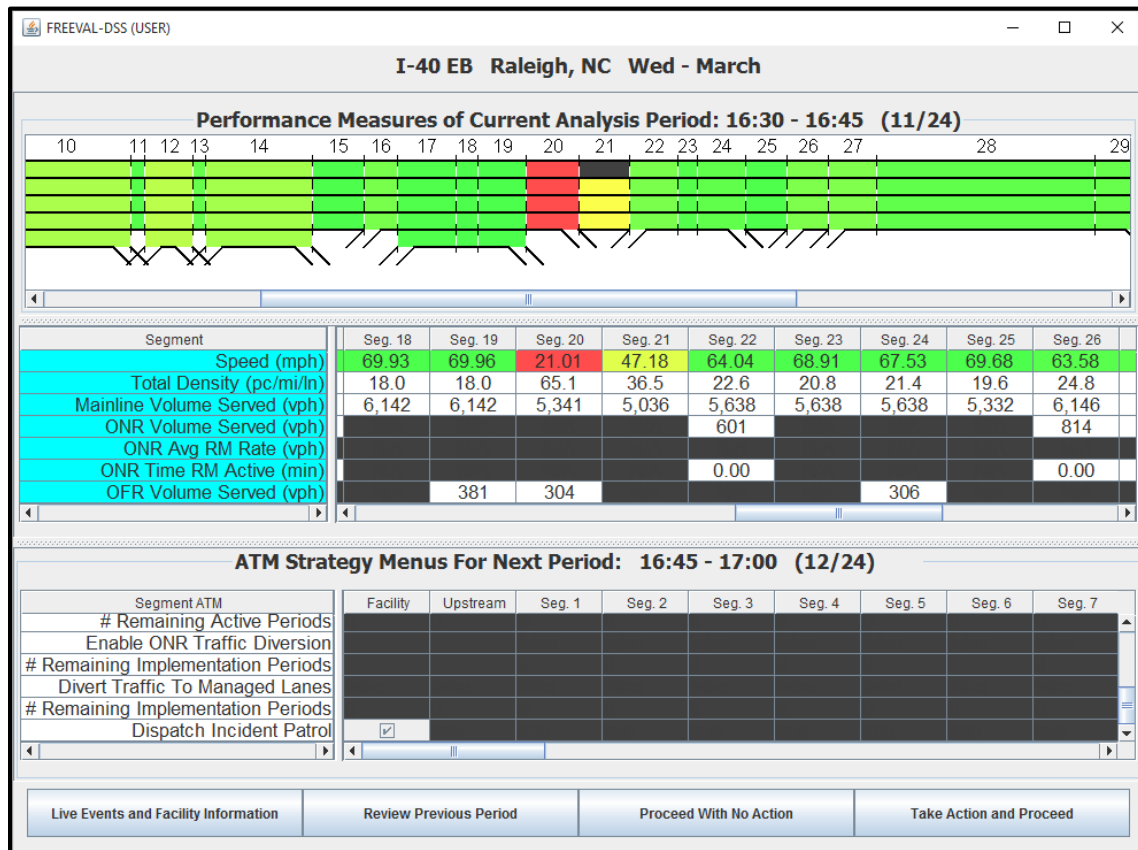 FREEVAL-DSS (USER)
I-40 EB Raleigh, NC Wed - March
Performance Measures of Current Analysis Period: 16:30 - 16:45 (11/24)
10 11 12 13 14 15 16 17 18 19 20 21 22 23 24 25 26 27 28 29
Segment Seg. 18 Seg. 19 Seg. 20 Seg. 21 Seg. 22 Seg. 23 Seg. 24 Seg. 25 Seg. 26
Speed (mph) 69.93 69.96 21.01 47.18 64.04 68.91 67.53 69.68 63.58
Total Density (pc/mi/ln) 18.0 18.0 65.1 36.5 22.6 20.8 21.4 19.6 24.8
Mainline Volume Served (vph) 6,142 6,142 5,341 5,036 5,638 5,638 5,638 5,332 6,146
ONR Volume Served (vph) 601 814
ONR Avg RM Rate (vph)
ONR Time RM Active (min) 0.00 0.00
OFR Volume Served (vph) 381 304 306
ATM Strategy Menus For Next Period: 16:45 - 17:00 (12/24)
Segment ATM Facility Upstream Seg. 1 Seg. 2 Seg. 3 Seg. 4 Seg. 5 Seg. 6 Seg. 7
# Remaining Active Periods
Enable ONR Traffic Diversion
# Remaining Implementation Periods
Divert Traffic To Managed Lanes
# Remaining Implementation Periods
Dispatch Incident Patrol
Live Events and Facility Information Review Previous Period Proceed With No Action Take Action and Proceed